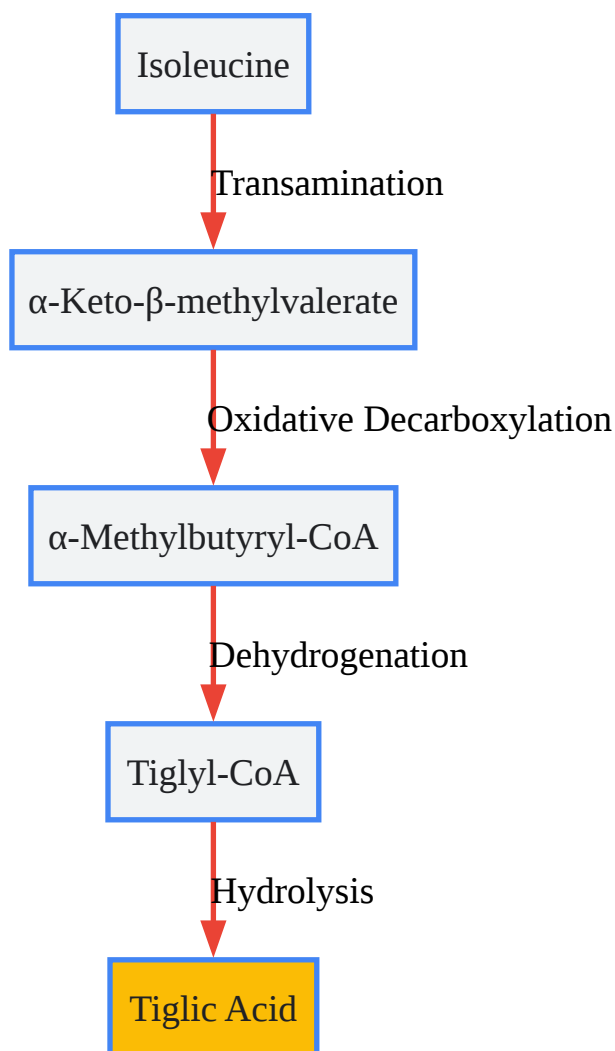 Isoleucine
Transamination
α-Keto-β-methylvalerate
Oxidative Decarboxylation
α-Methylbutyryl-CoA
Dehydrogenation
Tiglyl-CoA
Hydrolysis
Tiglic Acid